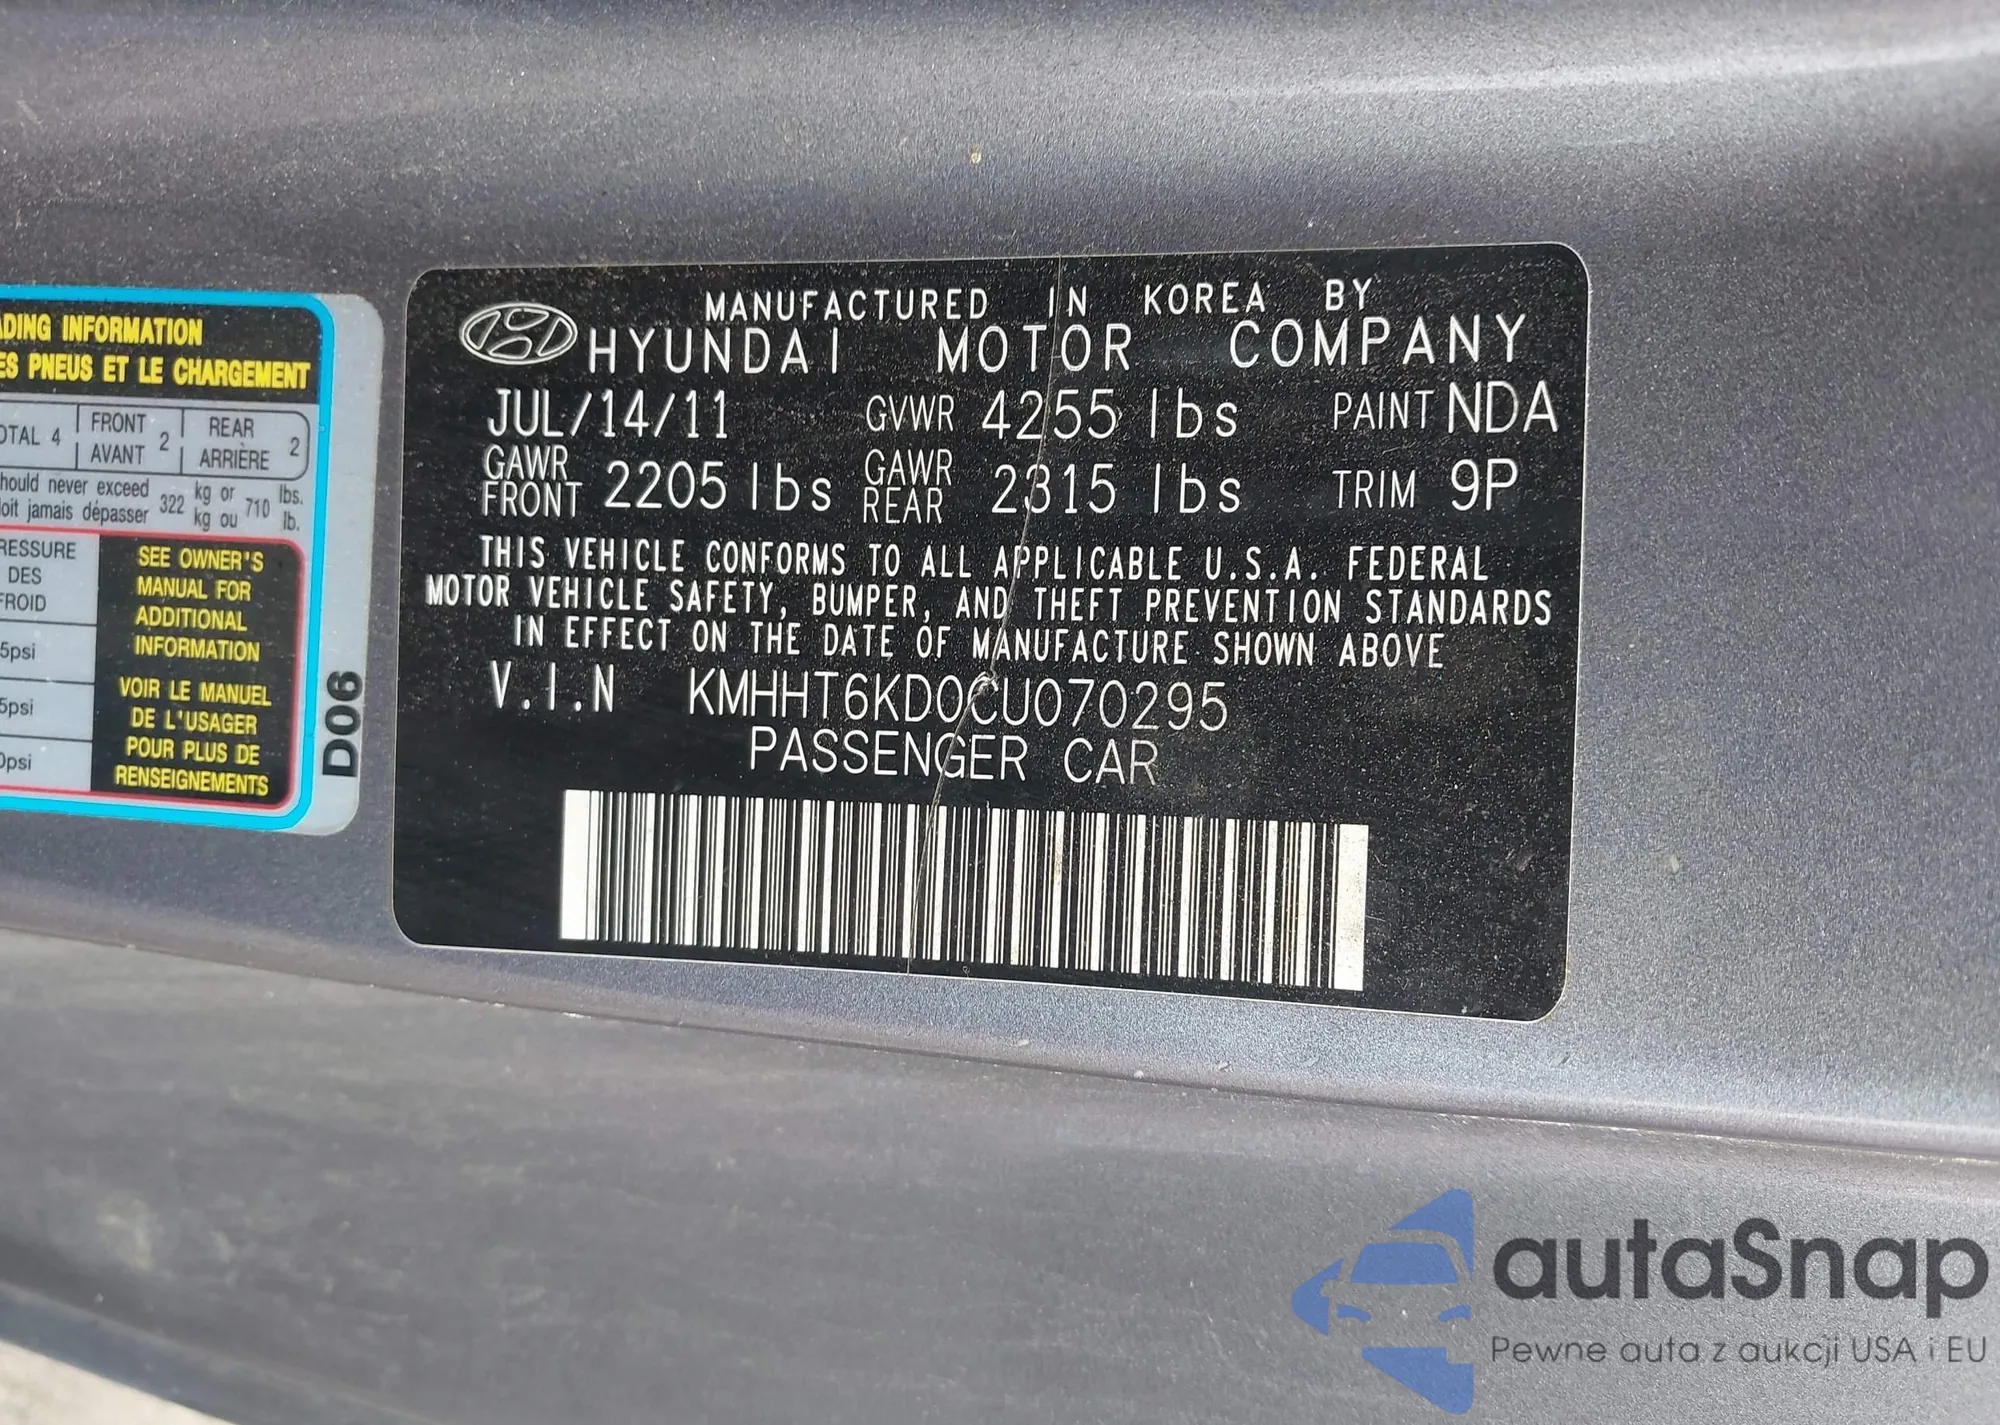 ADING INFORMATION
ES PNEUS ET LE CHARGEMENT
OTAL 4 FRONT AVANT 2 REAR ARRIÈRE 2
hould never exceed 322 kg or 710 lbs.
oit jamais dépasser kg ou lb.
RESSURE
DES
FROID
5psi
5psi
0psi
SEE OWNER'S
MANUAL FOR
ADDITIONAL
INFORMATION
VOIR LE MANUEL
DE L'USAGER
POUR PLUS DE
RENSEIGNEMENTS
D06
MANUFACTURED IN KOREA BY
HYUNDAI MOTOR COMPANY
JUL/14/11 GVWR 4255 lbs PAINT NDA
GAWR FRONT 2205 lbs GAWR REAR 2315 lbs TRIM 9P
THIS VEHICLE CONFORMS TO ALL APPLICABLE U.S.A. FEDERAL
MOTOR VEHICLE SAFETY, BUMPER, AND THEFT PREVENTION STANDARDS
IN EFFECT ON THE DATE OF MANUFACTURE SHOWN ABOVE
V.I.N KMHHT6KD0CU070295
PASSENGER CAR
autaSnap
Pewne auta z aukcji USA i EU